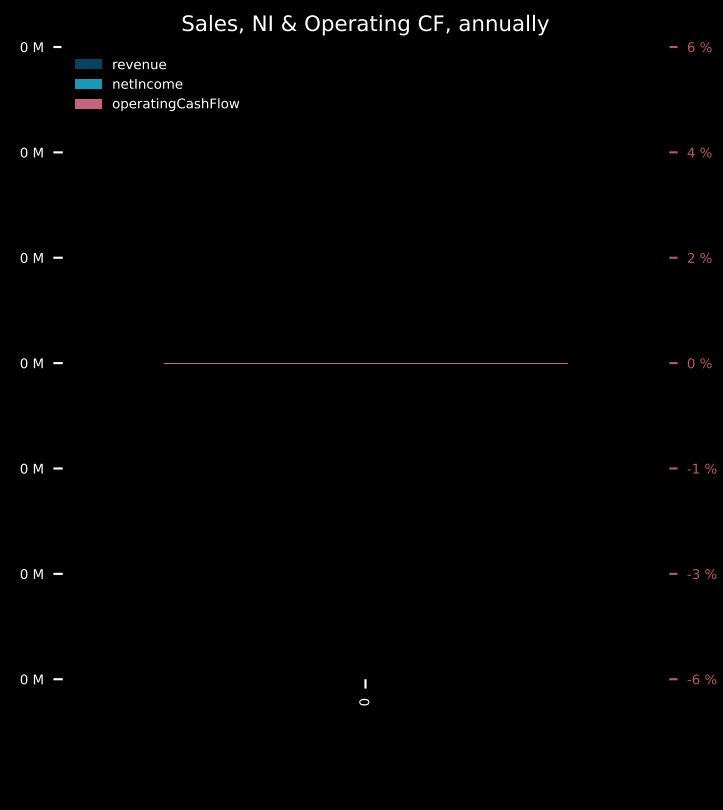 Sales, NI & Operating CF, annually
0 M
6 %
revenue
netIncome
operatingCashFlow
0 M
4 %
0 M
2 %
0 M
0 %
0 M
-1 %
0 M
-3 %
0 M
-6 %
0